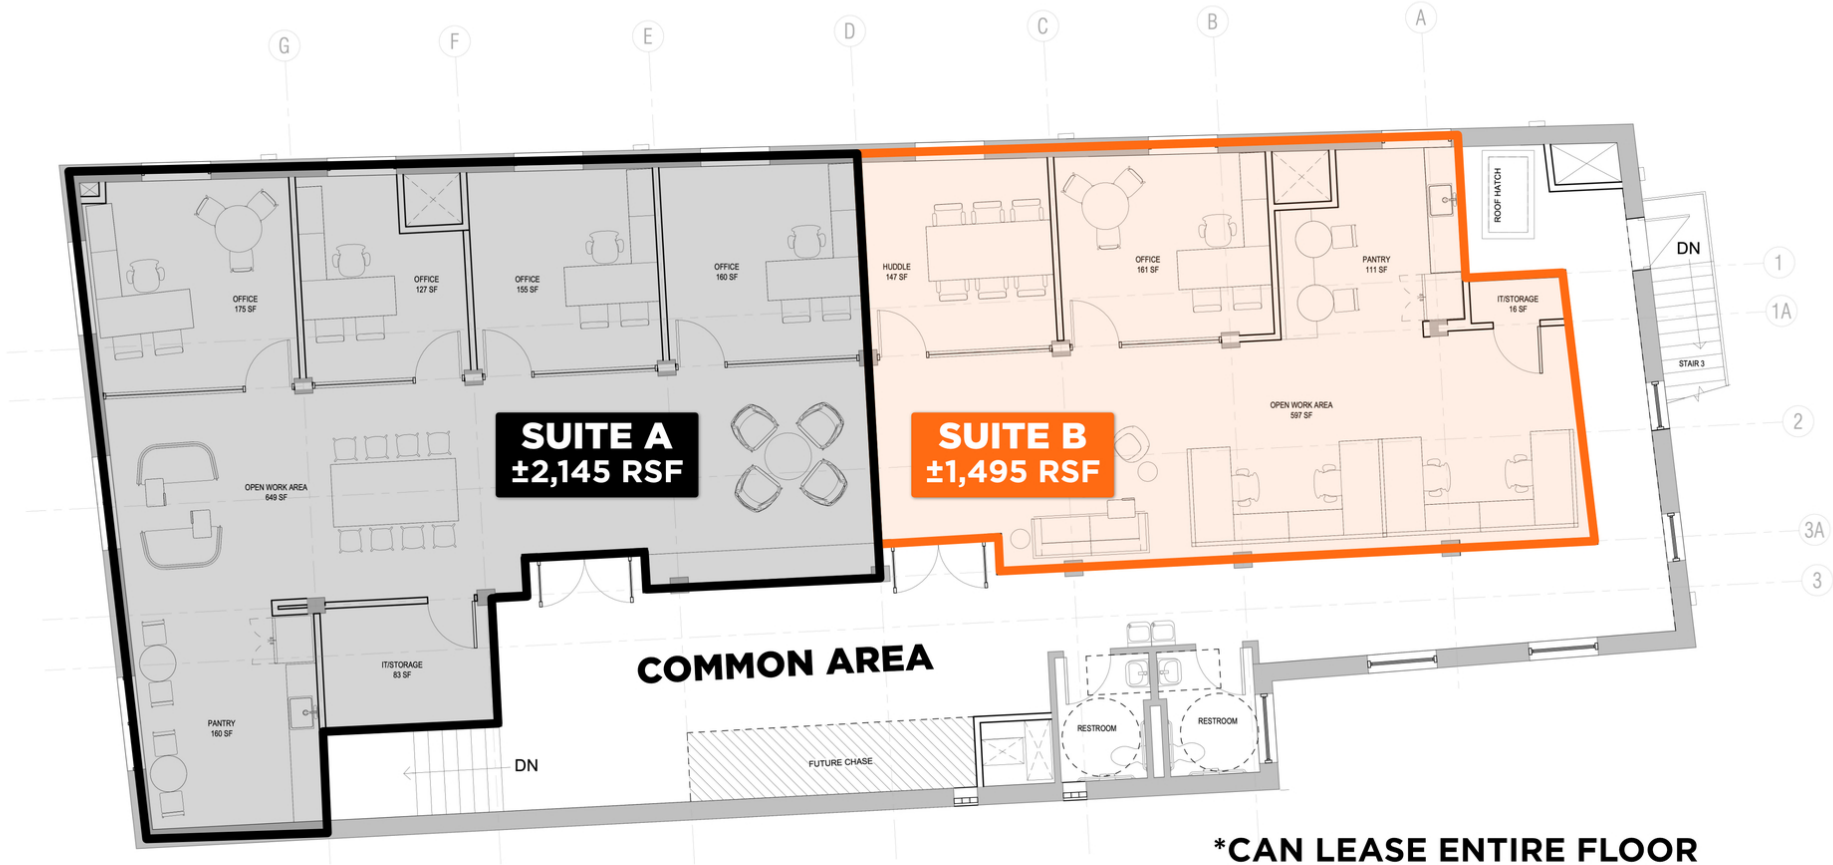 G
F
E
D
C
B
A
OFFICE
175 SF
OFFICE
127 SF
OFFICE
155 SF
OFFICE
160 SF
HUDDLE
147 SF
OFFICE
161 SF
PANTRY
111 SF
IT/STORAGE
16 SF
ROOF HATCH
DN
STAIR 3
1
1A
2
3A
3
OPEN WORK AREA
649 SF
SUITE A
±2,145 RSF
SUITE B
±1,495 RSF
OPEN WORK AREA
597 SF
IT/STORAGE
83 SF
PANTRY
160 SF
COMMON AREA
DN
FUTURE CHASE
RESTROOM
RESTROOM
*CAN LEASE ENTIRE FLOOR